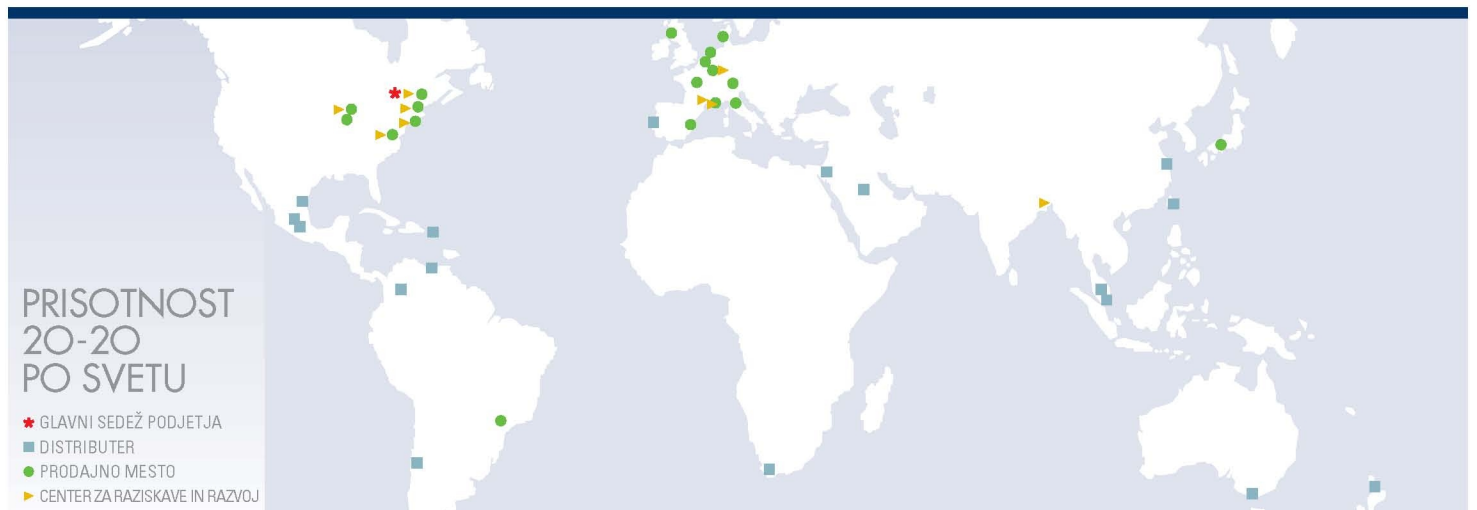 PRISOTNOST
20-20
PO SVETU
GLAVNI SEDEŽ PODJETJA
DISTRIBUTER
PRODAJNO MESTO
CENTER ZA RAZISKAVE IN RAZVOJ